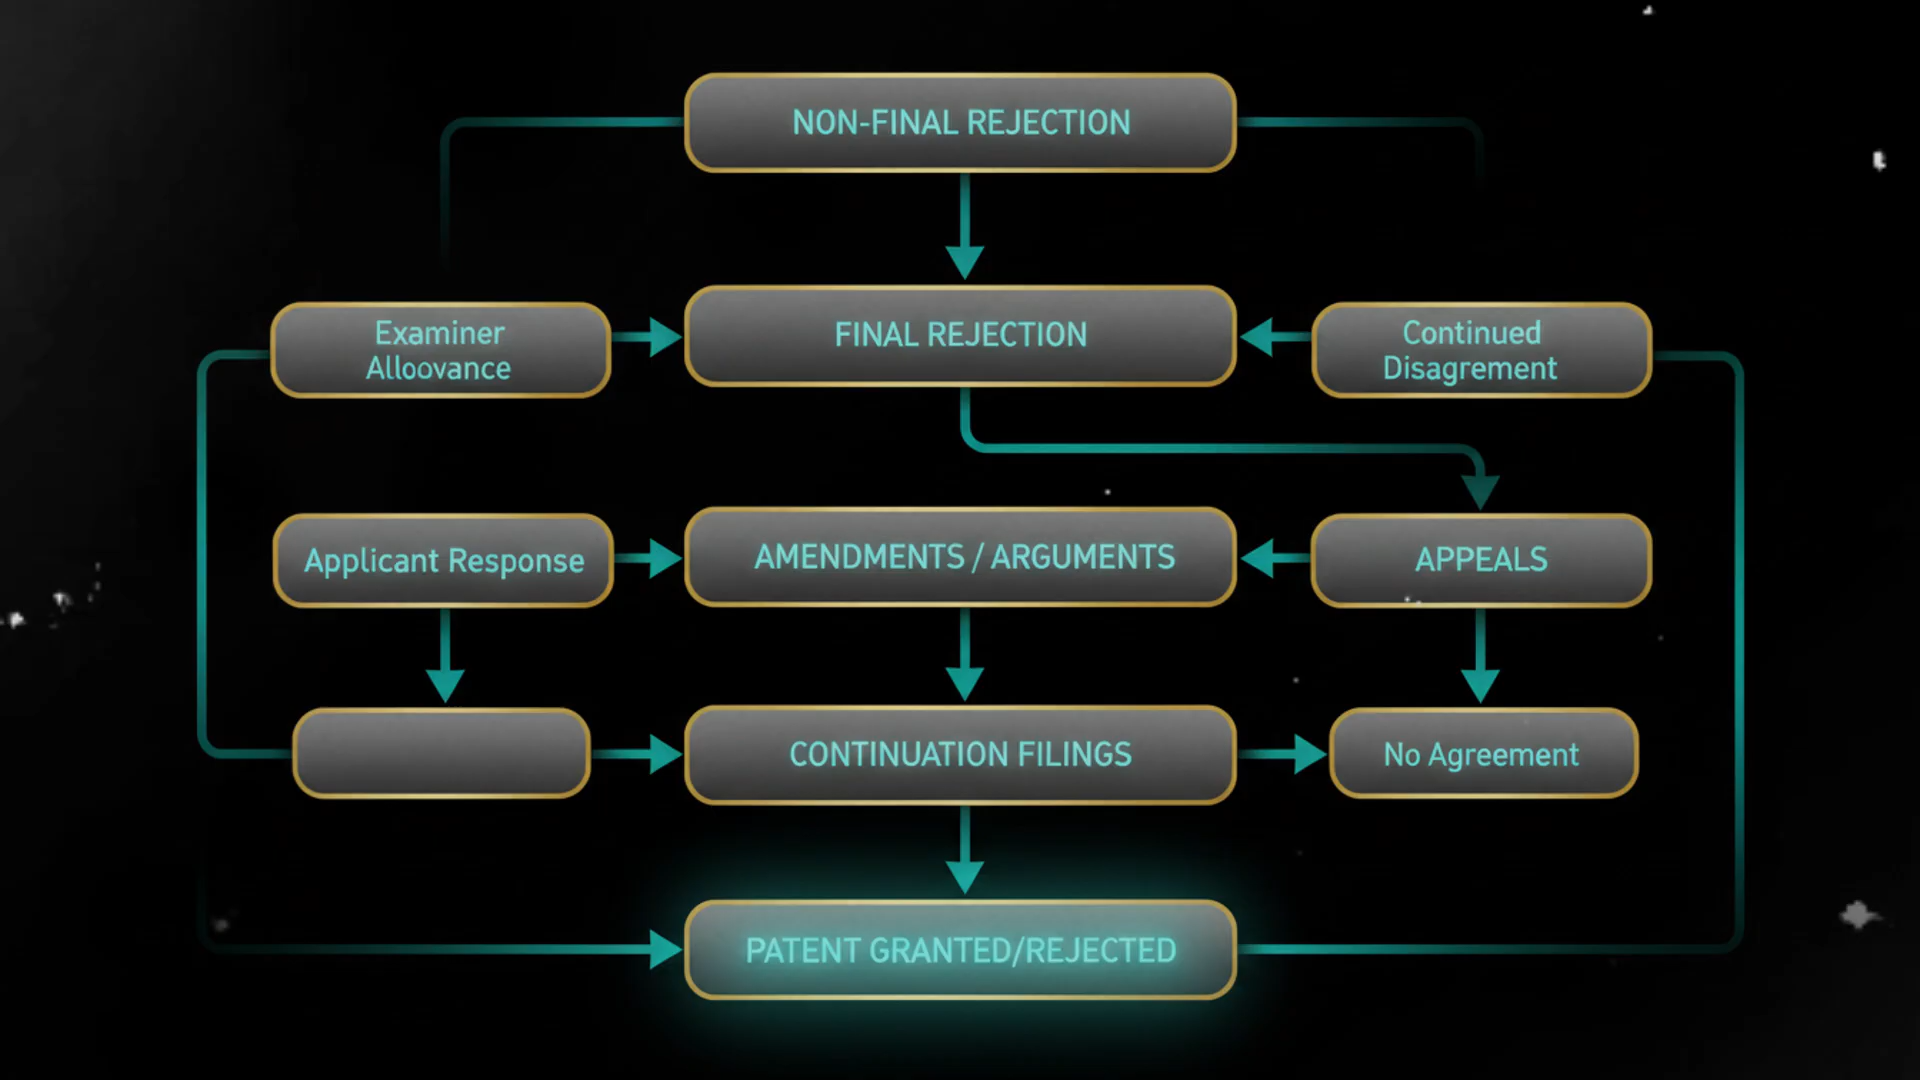 NON-FINAL REJECTION
Examiner
Alloovance
FINAL REJECTION
Continued
Disagrement
Applicant Response
AMENDMENTS / ARGUMENTS
APPEALS
CONTINUATION FILINGS
No Agreement
PATENT GRANTED/REJECTED